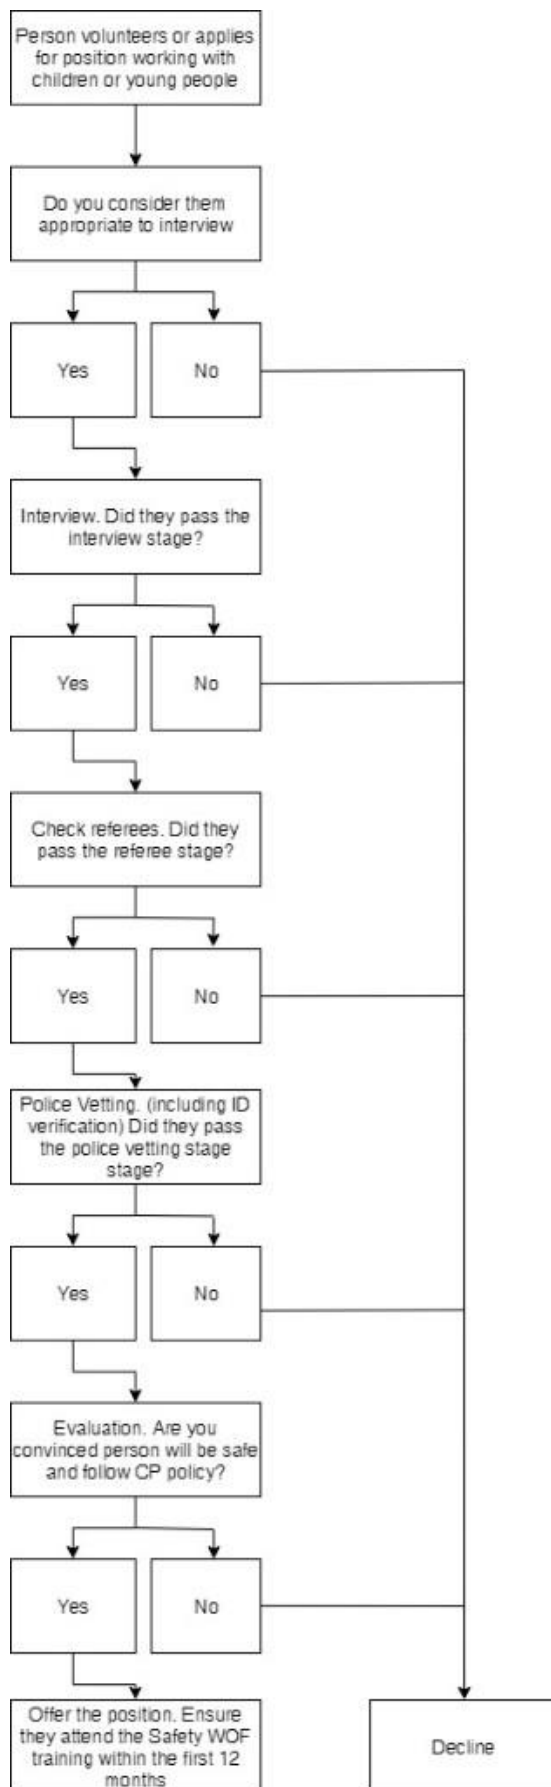 Person volunteers or applies
for position working with
children or young people
Do you consider them
appropriate to interview
Yes
No
Interview. Did they pass the
interview stage?
Yes
No
Check referees. Did they
pass the referee stage?
Yes
No
Police Vetting. (including ID
verification) Did they pass
the police vetting stage
stage?
Yes
No
Evaluation. Are you
convinced person will be safe
and follow CP policy?
Yes
No
Offer the position. Ensure
they attend the Safety WOF
training within the first 12
months
Decline